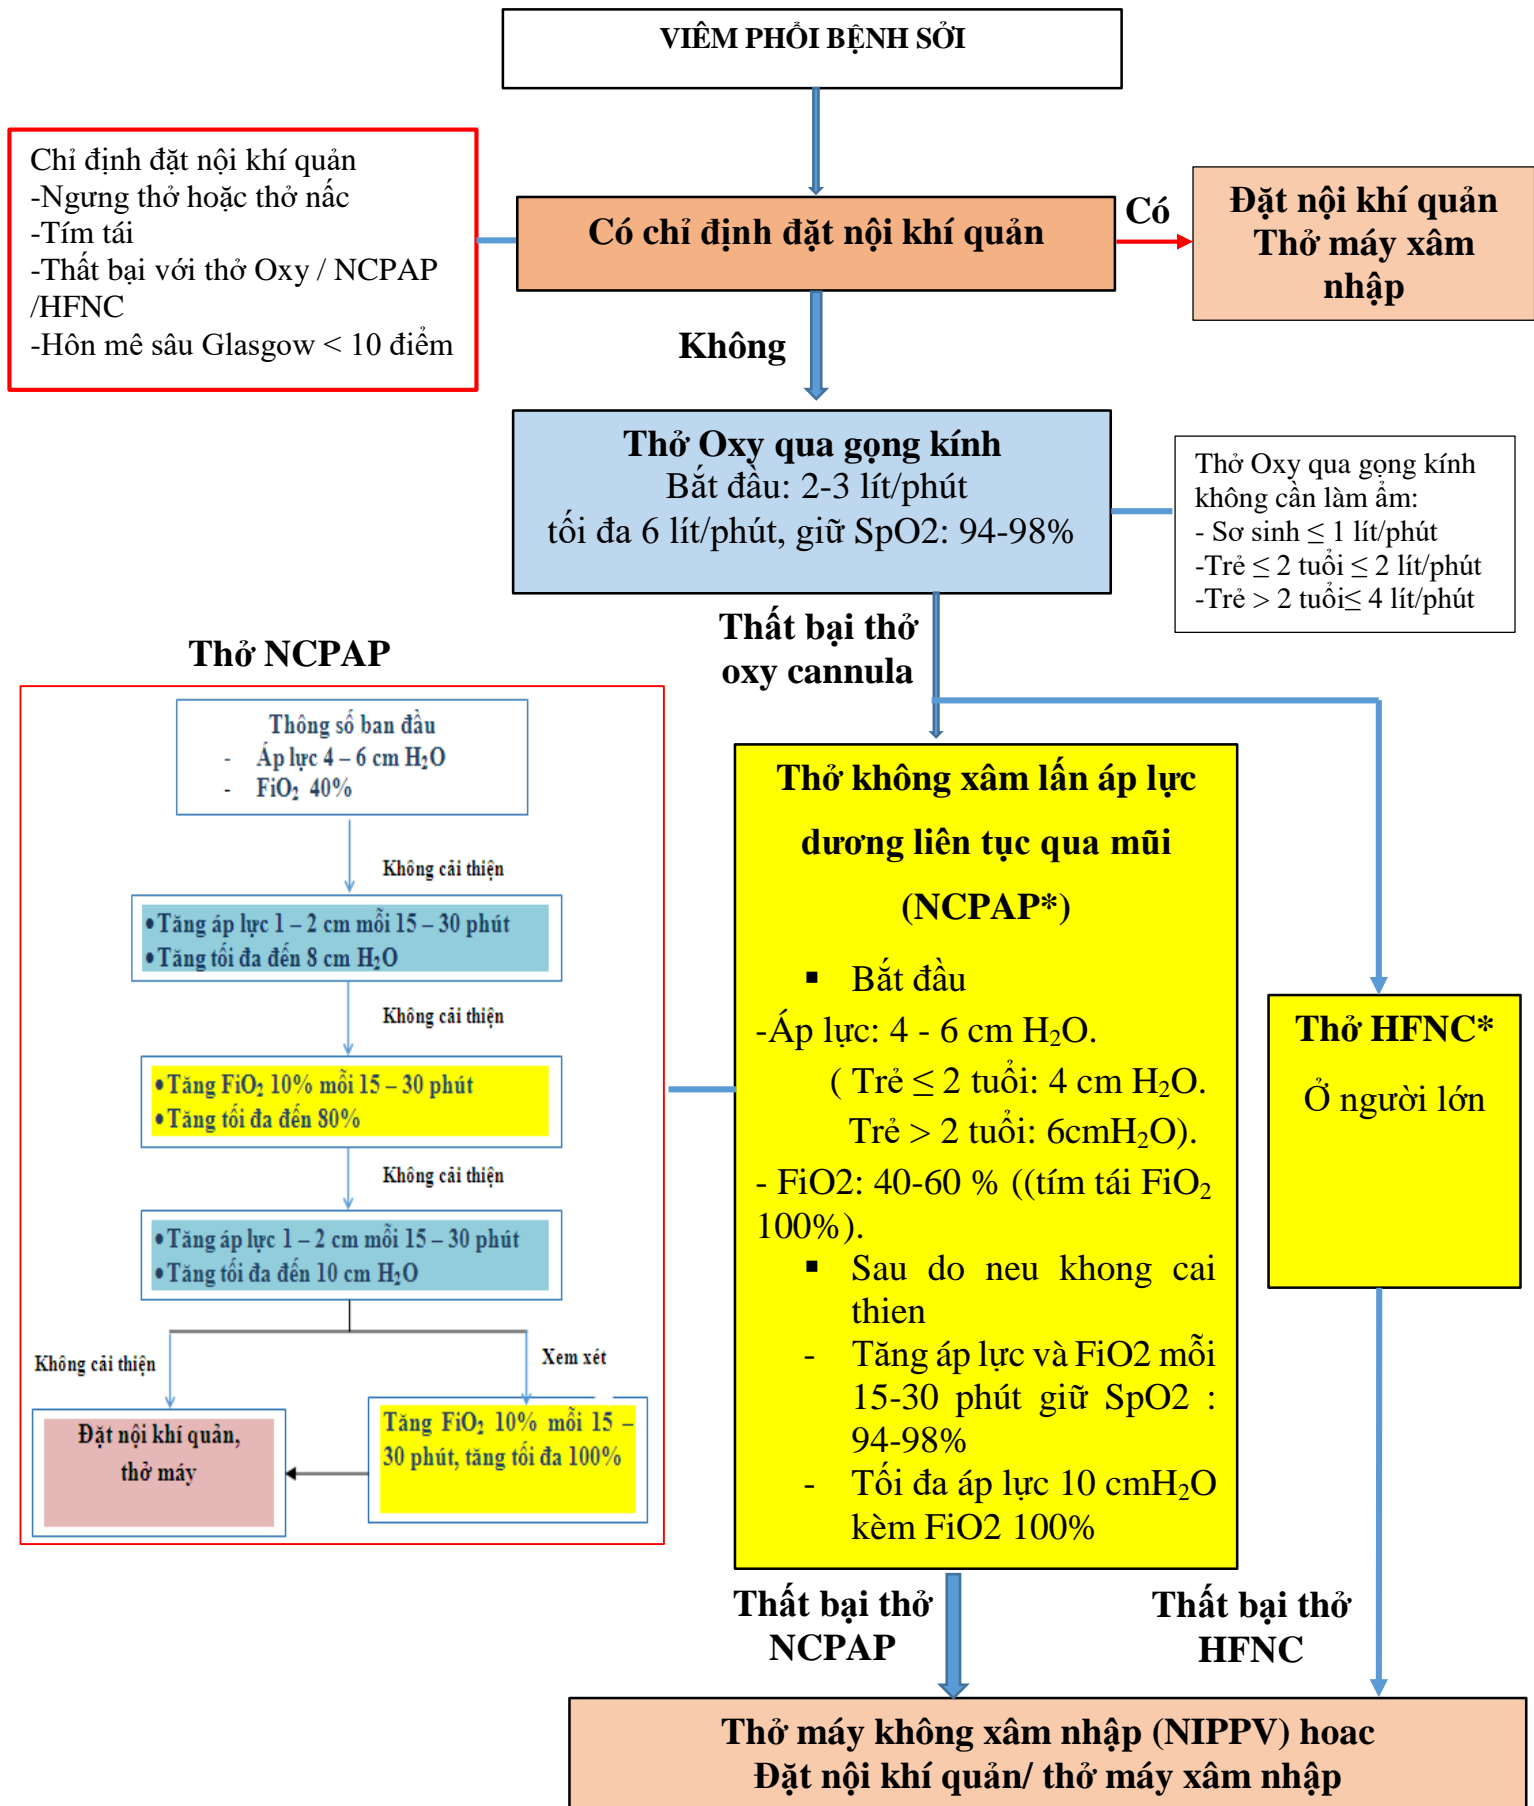 VIÊM PHỔI BỆNH SỞI
Chỉ định đặt nội khí quản
-Ngưng thở hoặc thở nấc
-Tím tái
-Thất bại với thở Oxy / NCPAP
/HFNC
-Hôn mê sâu Glasgow < 10 điểm
Có chỉ định đặt nội khí quản
Có
Đặt nội khí quản
Thở máy xâm
nhập
Không
Thở Oxy qua gọng kính
Bắt đầu: 2-3 lít/phút
tối đa 6 lít/phút, giữ SpO2: 94-98%
Thở Oxy qua gọng kính
không cần làm ẩm:
- Sơ sinh ≤ 1 lít/phút
-Trẻ ≤ 2 tuổi ≤ 2 lít/phút
-Trẻ > 2 tuổi≤ 4 lít/phút
Thất bại thở
oxy cannula
Thở NCPAP
Thông số ban đầu
- Áp lực 4 – 6 cm H₂O
- FiO₂ 40%
Không cải thiện
• Tăng áp lực 1 – 2 cm mỗi 15 – 30 phút
• Tăng tối đa đến 8 cm H₂O
Không cải thiện
• Tăng FiO₂ 10% mỗi 15 – 30 phút
• Tăng tối đa đến 80%
Không cải thiện
• Tăng áp lực 1 – 2 cm mỗi 15 – 30 phút
• Tăng tối đa đến 10 cm H₂O
Không cải thiện
Xem xét
Đặt nội khí quản,
thở máy
Tăng FiO₂ 10% mỗi 15 –
30 phút, tăng tối đa 100%
Thở không xâm lấn áp lực
dương liên tục qua mũi
(NCPAP*)
▪ Bắt đầu
-Áp lực: 4 - 6 cm H₂O.
( Trẻ ≤ 2 tuổi: 4 cm H₂O.
Trẻ > 2 tuổi: 6cmH₂O).
- FiO2: 40-60 % ((tím tái FiO₂
100%).
▪ Sau do neu khong cai
thien
- Tăng áp lực và FiO2 mỗi
15-30 phút giữ SpO2 :
94-98%
- Tối đa áp lực 10 cmH₂O
kèm FiO2 100%
Thở HFNC*
Ở người lớn
Thất bại thở
NCPAP
Thất bại thở
HFNC
Thở máy không xâm nhập (NIPPV) hoac
Đặt nội khí quản/ thở máy xâm nhập